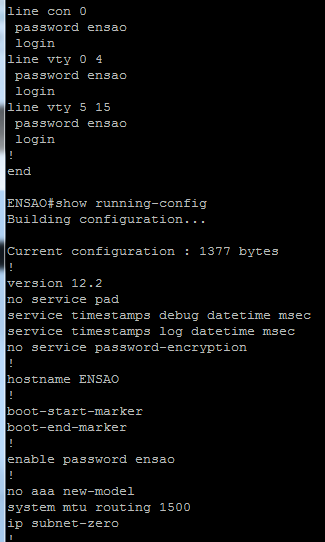 line con 0
 password ensao
 login
line vty 0 4
 password ensao
 login
line vty 5 15
 password ensao
 login
!
end
ENSAO#show running-config
Building configuration...
Current configuration : 1377 bytes
!
version 12.2
no service pad
service timestamps debug datetime msec
service timestamps log datetime msec
no service password-encryption
!
hostname ENSAO
!
boot-start-marker
boot-end-marker
!
enable password ensao
!
no aaa new-model
system mtu routing 1500
ip subnet-zero
!